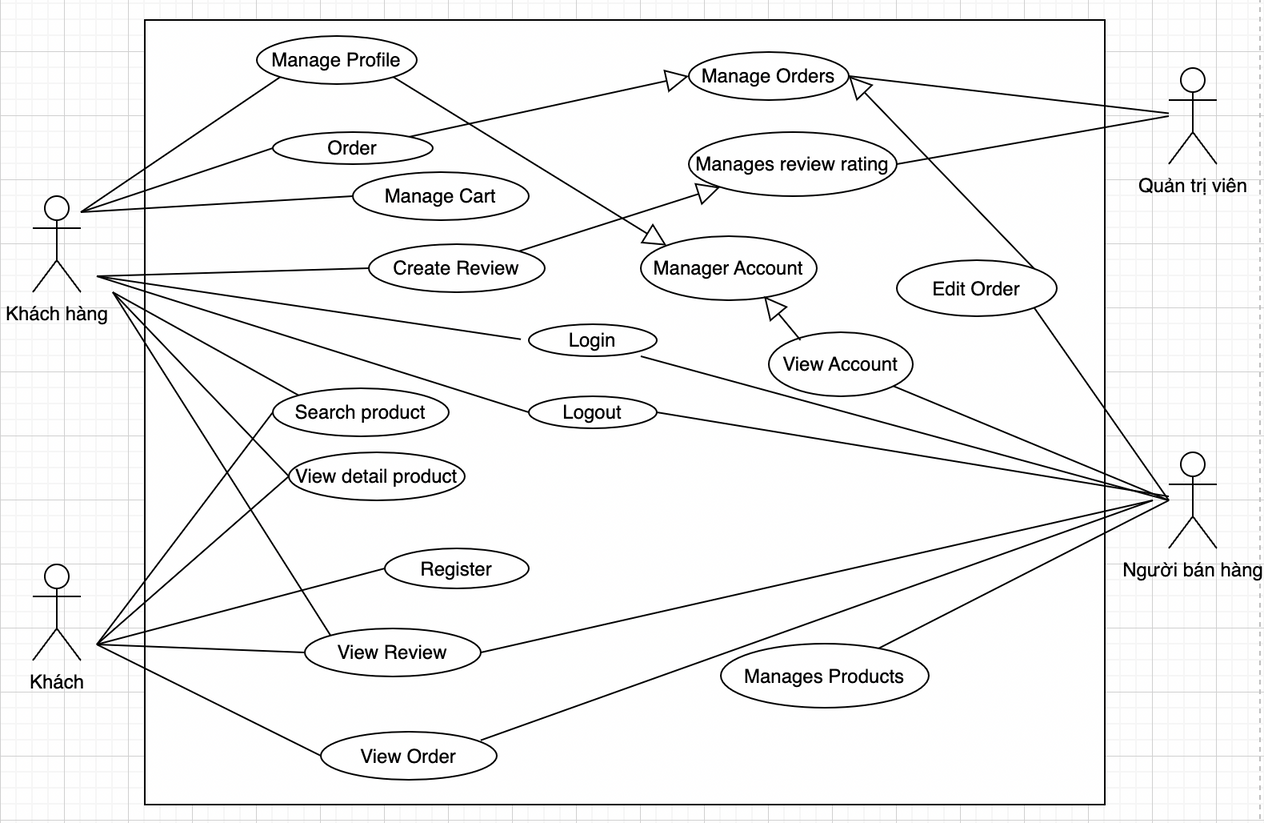 Manage Profile
Manage Orders
Order
Manages review rating
Quản trị viên
Manage Cart
Create Review
Manager Account
Edit Order
Khách hàng
Login
View Account
Search product
Logout
View detail product
Register
Người bán hàng
View Review
Manages Products
Khách
View Order